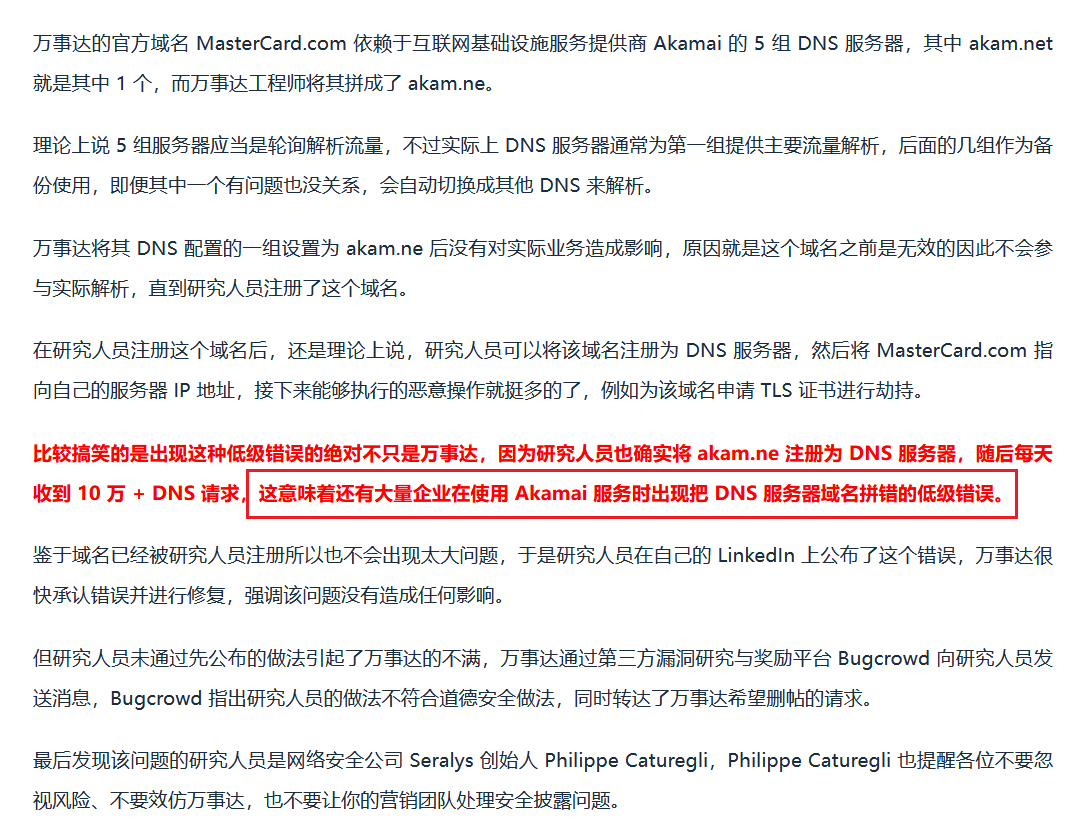 万事达的官方域名 MasterCard.com 依赖于互联网基础设施服务提供商 Akamai 的 5 组 DNS 服务器，其中 akam.net
就是其中 1 个，而万事达工程师将其拼成了 akam.ne。
理论上说 5 组服务器应当是轮询解析流量，不过实际上 DNS 服务器通常为第一组提供主要流量解析，后面的几组作为备
份使用，即便其中一个有问题也没关系，会自动切换成其他 DNS 来解析。
万事达将其 DNS 配置的一组设置为 akam.ne 后没有对实际业务造成影响，原因就是这个域名之前是无效的因此不会参
与实际解析，直到研究人员注册了这个域名。
在研究人员注册这个域名后，还是理论上说，研究人员可以将该域名注册为 DNS 服务器，然后将 MasterCard.com 指
向自己的服务器 IP 地址，接下来能够执行的恶意操作就挺多的了，例如为该域名申请 TLS 证书进行劫持。
比较搞笑的是出现这种低级错误的绝对不只是万事达，因为研究人员也确实将 akam.ne 注册为 DNS 服务器，随后每天
收到 10 万 + DNS 请求，这意味着还有大量企业在使用 Akamai 服务时出现把 DNS 服务器域名拼错的低级错误。
鉴于域名已经被研究人员注册所以也不会出现太大问题，于是研究人员在自己的 LinkedIn 上公布了这个错误，万事达很
快承认错误并进行修复，强调该问题没有造成任何影响。
但研究人员未通过先公布的做法引起了万事达的不满，万事达通过第三方漏洞研究与奖励平台 Bugcrowd 向研究人员发
送消息，Bugcrowd 指出研究人员的做法不符合道德安全做法，同时转达了万事达希望删帖的请求。
最后发现该问题的研究人员是网络安全公司 Seralys 创始人 Philippe Caturegli，Philippe Caturegli 也提醒各位不要忽
视风险、不要效仿万事达，也不要让你的营销团队处理安全披露问题。